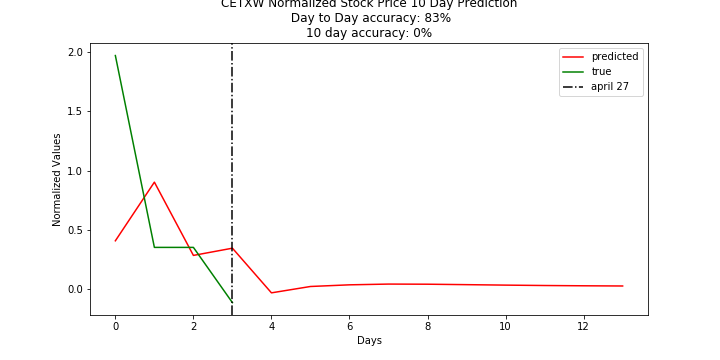 CETXW Normalized Stock Price 10 Day Prediction
Day to Day accuracy: 83%
10 day accuracy: 0%
predicted
true
april 27
Normalized Values
2.0
1.5
1.0
0.5
0.0
0 2 4 6 8 10 12
Days